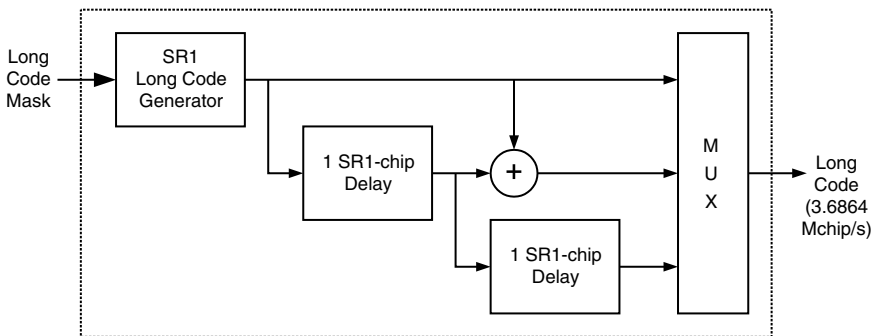 Long
Code
Mask
SR1
Long Code
Generator
1 SR1-chip
Delay
+
1 SR1-chip
Delay
M
U
X
Long
Code
(3.6864
Mchip/s)